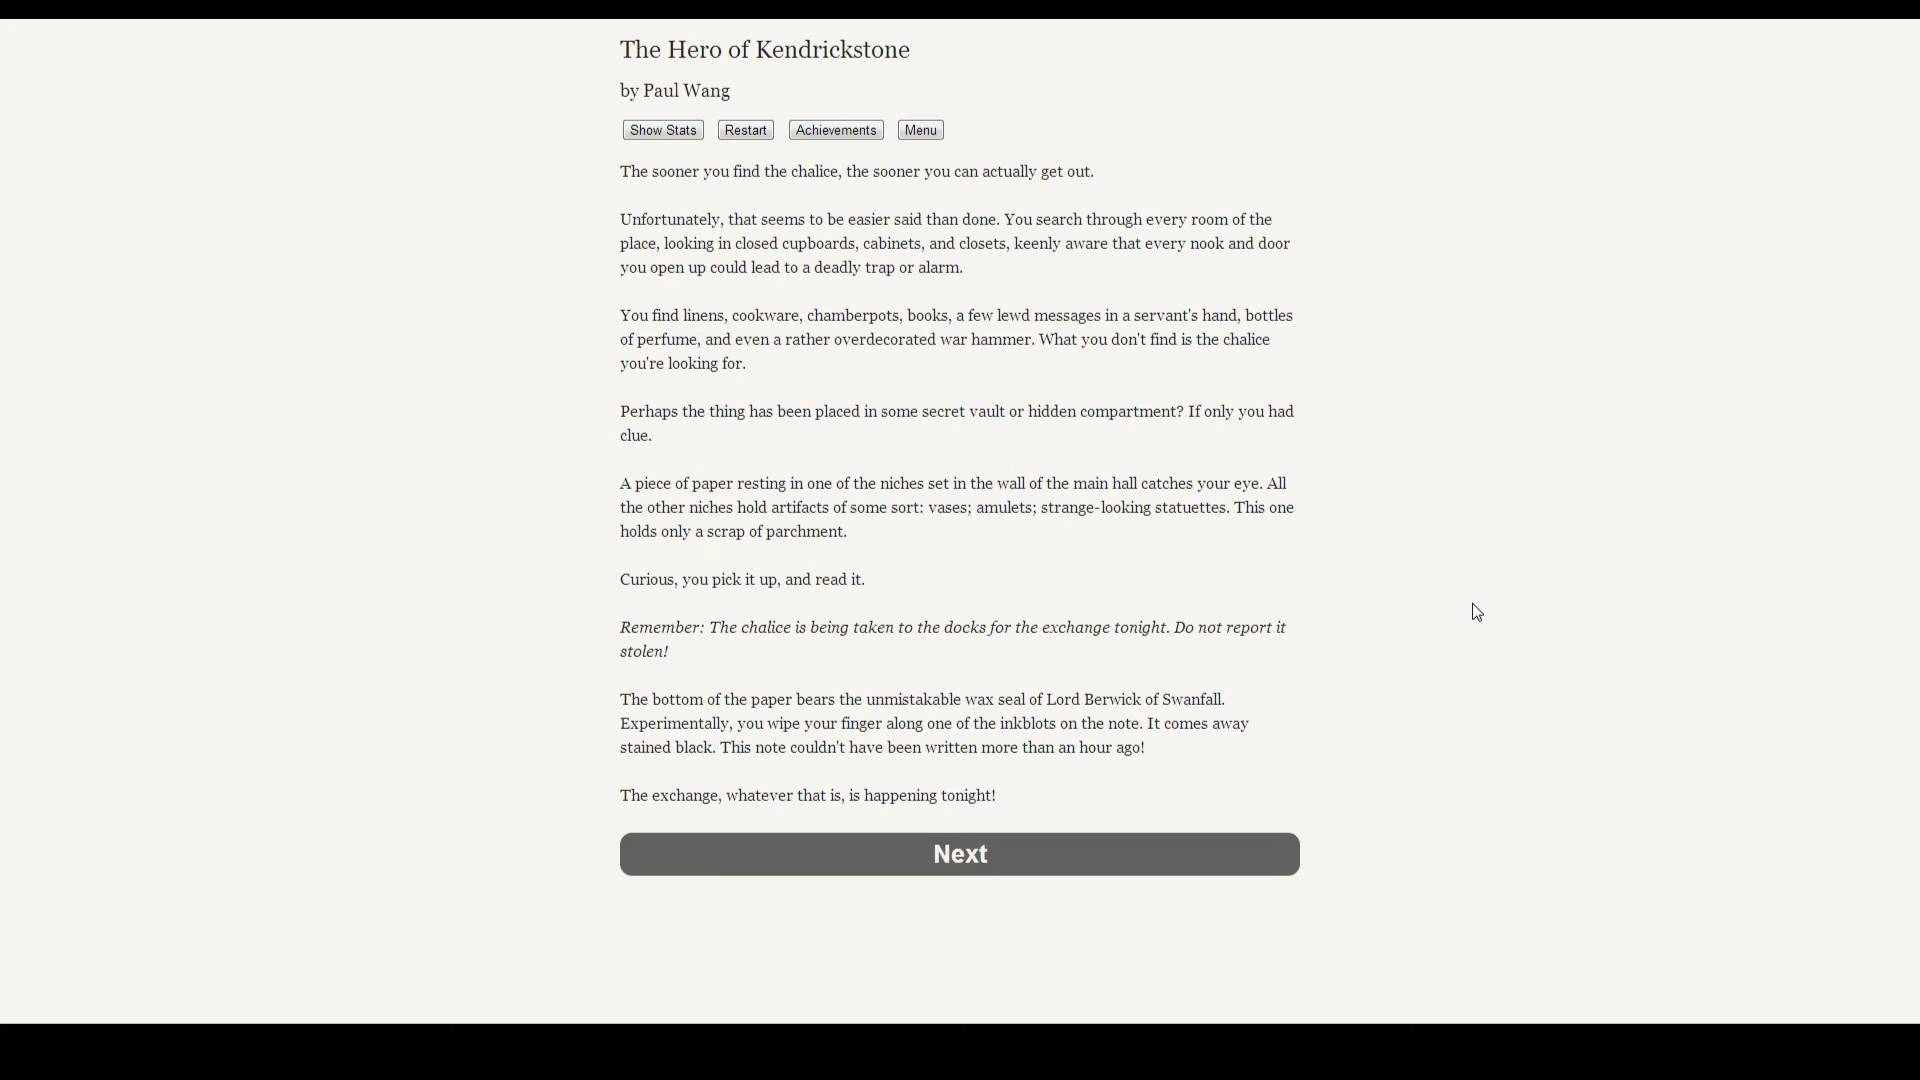 The Hero of Kendrickstone
by Paul Wang
Show Stats Restart Achievements Menu
The sooner you find the chalice, the sooner you can actually get out.
Unfortunately, that seems to be easier said than done. You search through every room of the
place, looking in closed cupboards, cabinets, and closets, keenly aware that every nook and door
you open up could lead to a deadly trap or alarm.
You find linens, cookware, chamberpots, books, a few lewd messages in a servant's hand, bottles
of perfume, and even a rather overdecorated war hammer. What you don't find is the chalice
you're looking for.
Perhaps the thing has been placed in some secret vault or hidden compartment? If only you had
clue.
A piece of paper resting in one of the niches set in the wall of the main hall catches your eye. All
the other niches hold artifacts of some sort: vases; amulets; strange-looking statuettes. This one
holds only a scrap of parchment.
Curious, you pick it up, and read it.
Remember: The chalice is being taken to the docks for the exchange tonight. Do not report it
stolen!
The bottom of the paper bears the unmistakable wax seal of Lord Berwick of Swanfall.
Experimentally, you wipe your finger along one of the inkblots on the note. It comes away
stained black. This note couldn't have been written more than an hour ago!
The exchange, whatever that is, is happening tonight!
Next